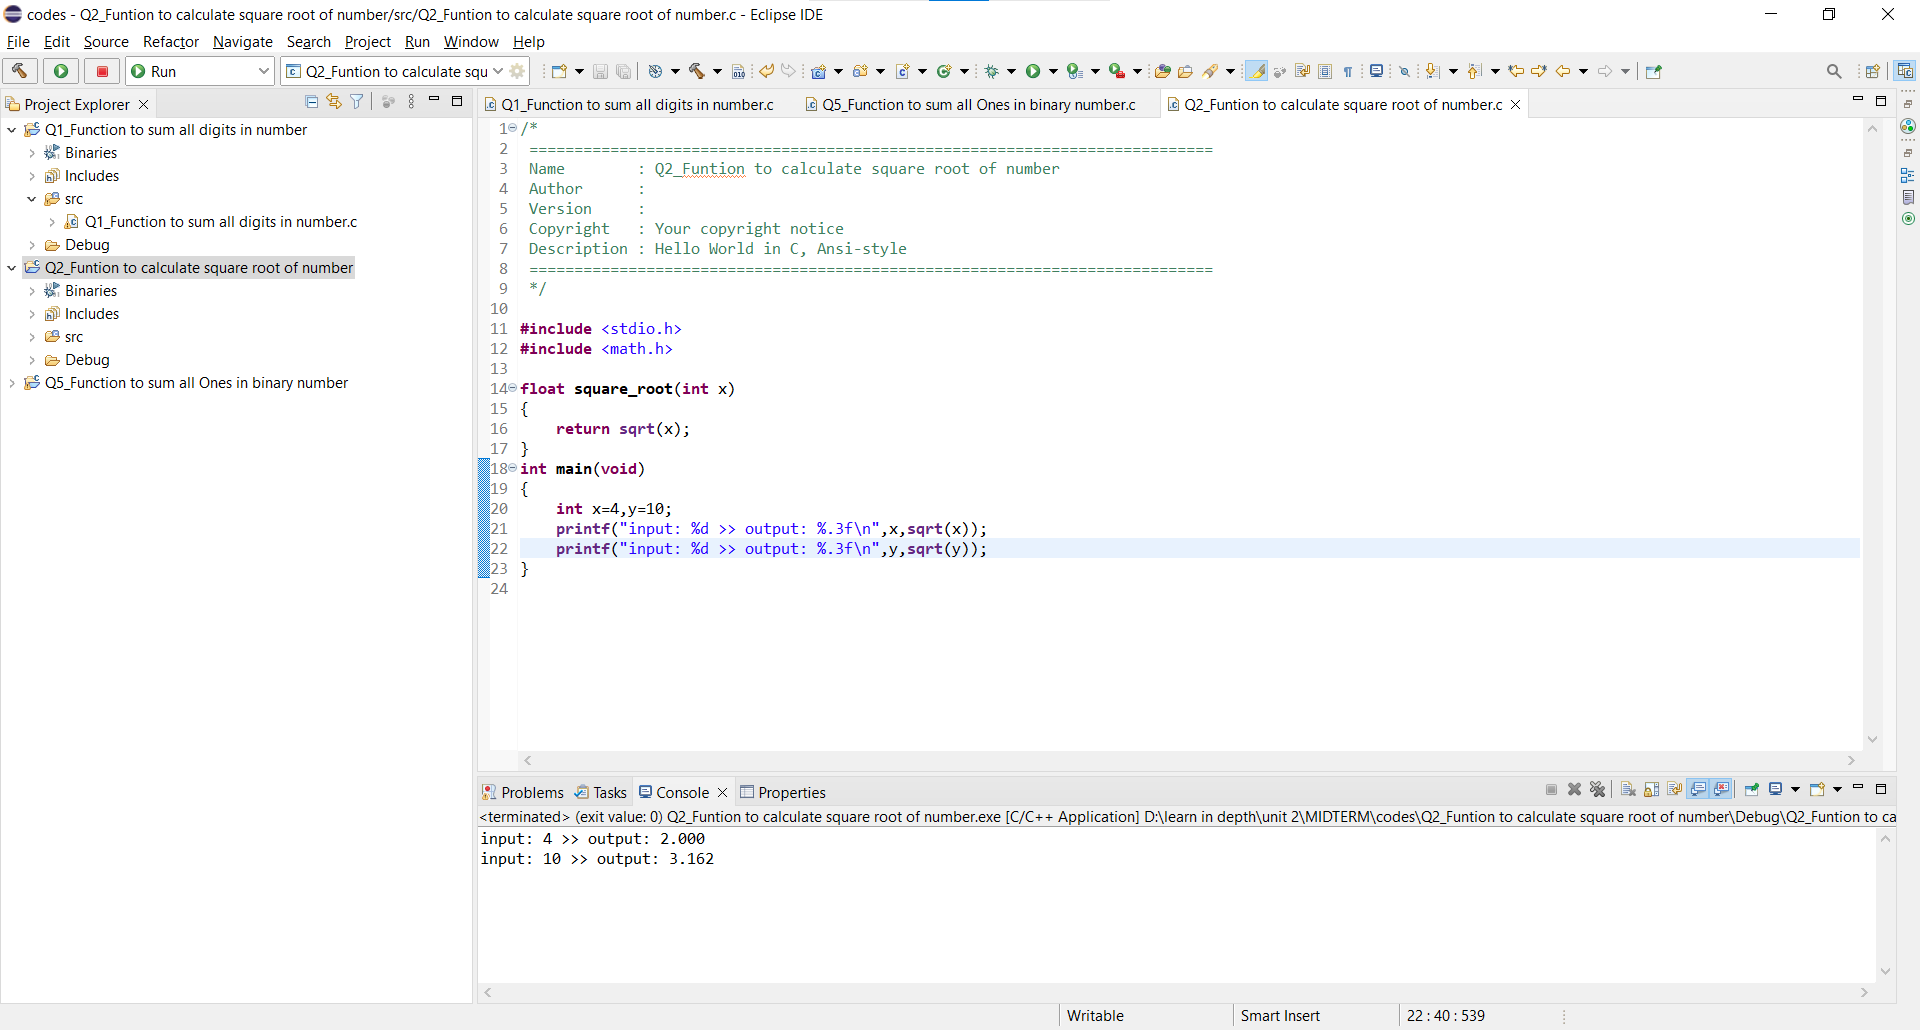 codes - Q2_Funtion to calculate square root of number/src/Q2_Funtion to calculate square root of number.c - Eclipse IDE
File Edit Source Refactor Navigate Search Project Run Window Help
Run
Q2_Funtion to calculate squ
Project Explorer
Q1_Function to sum all digits in number
Binaries
Includes
src
Q1_Function to sum all digits in number.c
Debug
Q2_Funtion to calculate square root of number
Binaries
Includes
src
Debug
Q5_Function to sum all Ones in binary number
Q1_Function to sum all digits in number.c
Q5_Function to sum all Ones in binary number.c
Q2_Funtion to calculate square root of number.c
1 /*
2 ============================================================================
3 Name        : Q2_Funtion to calculate square root of number
4 Author      :
5 Version     :
6 Copyright   : Your copyright notice
7 Description : Hello World in C, Ansi-style
8 ============================================================================
9 */
10
11 #include <stdio.h>
12 #include <math.h>
13
14 float square_root(int x)
15 {
16     return sqrt(x);
17 }
18 int main(void)
19 {
20     int x=4,y=10;
21     printf("input: %d >> output: %.3f\n",x,sqrt(x));
22     printf("input: %d >> output: %.3f\n",y,sqrt(y));
23 }
24
Problems Tasks Console Properties
<terminated> (exit value: 0) Q2_Funtion to calculate square root of number.exe [C/C++ Application] D:\learn in depth\unit 2\MIDTERM\codes\Q2_Funtion to calculate square root of number\Debug\Q2_Funtion to ca
input: 4 >> output: 2.000
input: 10 >> output: 3.162
Writable
Smart Insert
22 : 40 : 539